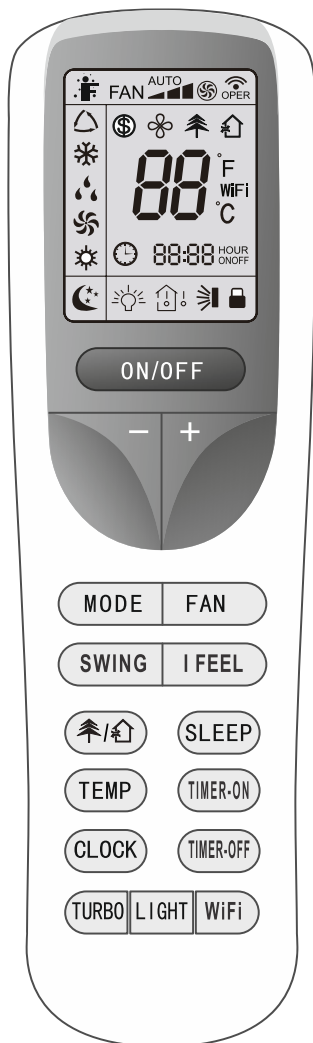 FAN AUTO OPER
88 °F
WiFi
°C
88:88 HOUR
ONOFF
ON/OFF
− +
MODE FAN
SWING I FEEL
/ SLEEP
TEMP TIMER-ON
CLOCK TIMER-OFF
TURBO LIGHT WiFi